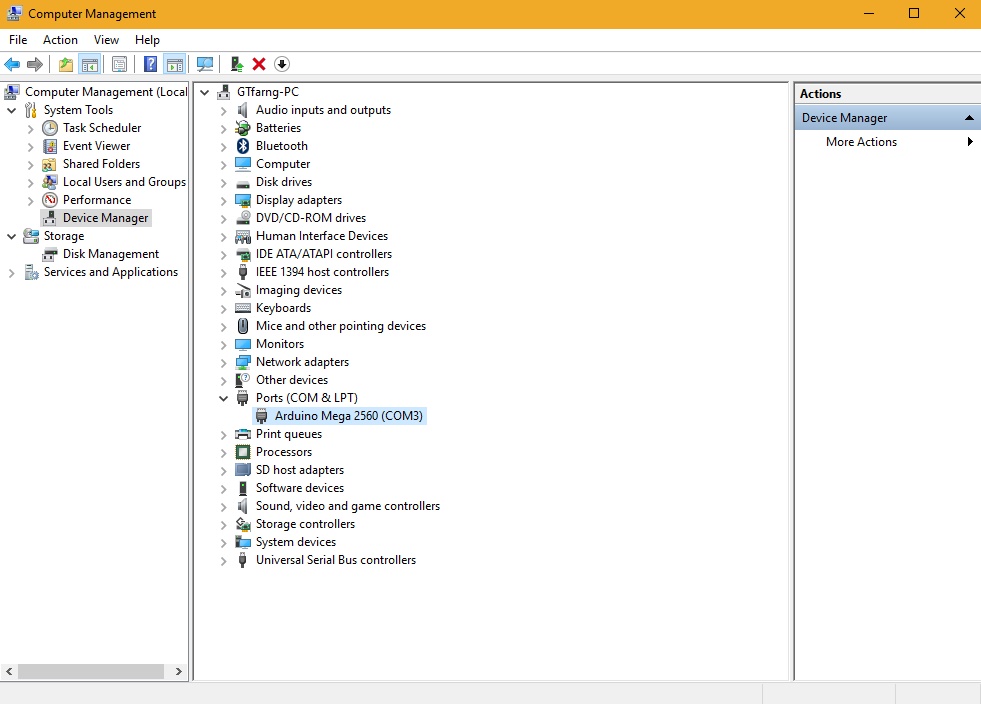 Computer Management
File Action View Help
Computer Management (Local
System Tools
Task Scheduler
Event Viewer
Shared Folders
Local Users and Groups
Performance
Device Manager
Storage
Disk Management
Services and Applications
GTfarng-PC
Audio inputs and outputs
Batteries
Bluetooth
Computer
Disk drives
Display adapters
DVD/CD-ROM drives
Human Interface Devices
IDE ATA/ATAPI controllers
IEEE 1394 host controllers
Imaging devices
Keyboards
Mice and other pointing devices
Monitors
Network adapters
Other devices
Ports (COM & LPT)
Arduino Mega 2560 (COM3)
Print queues
Processors
SD host adapters
Software devices
Sound, video and game controllers
Storage controllers
System devices
Universal Serial Bus controllers
Actions
Device Manager
More Actions